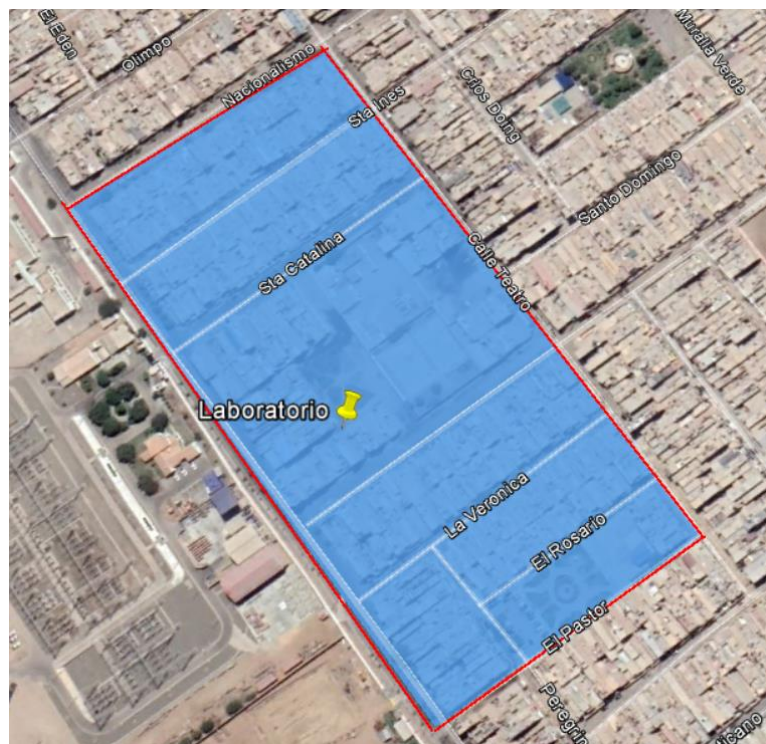 El Eden
Olimpo
Muralla Verde
Nacionalismo
Crios Doing
Sta Ines
Santo Domingo
Sta Catalina
Calle Teatro
Laboratorio
La Veronica
El Rosario
El Pastor